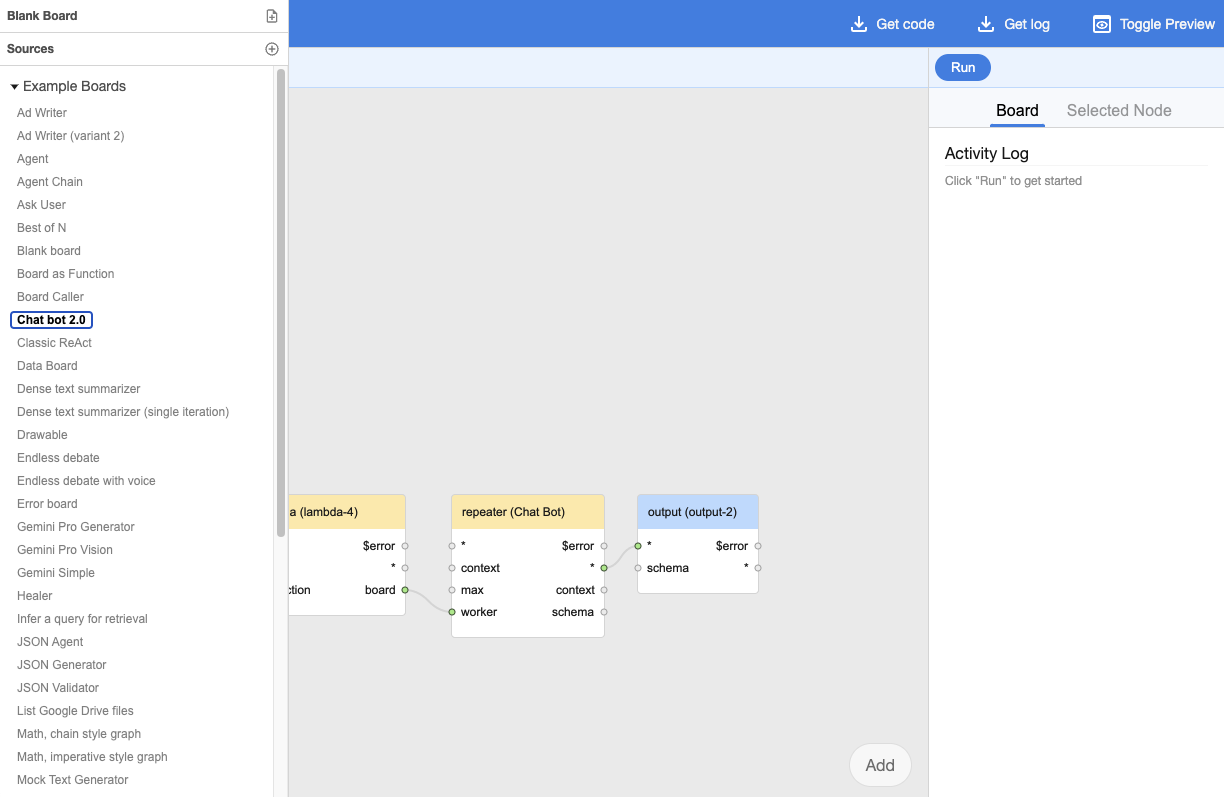 Blank Board
Sources
Example Boards
Ad Writer
Ad Writer (variant 2)
Agent
Agent Chain
Ask User
Best of N
Blank board
Board as Function
Board Caller
Chat bot 2.0
Classic ReAct
Data Board
Dense text summarizer
Dense text summarizer (single iteration)
Drawable
Endless debate
Endless debate with voice
Error board
Gemini Pro Generator
Gemini Pro Vision
Gemini Simple
Healer
Infer a query for retrieval
JSON Agent
JSON Generator
JSON Validator
List Google Drive files
Math, chain style graph
Math, imperative style graph
Mock Text Generator
Get code
Get log
Toggle Preview
a (lambda-4)
$error
*
ction board
repeater (Chat Bot)
* $error
context *
max context
worker schema
output (output-2)
* $error
schema *
Add
Run
Board Selected Node
Activity Log
Click "Run" to get started